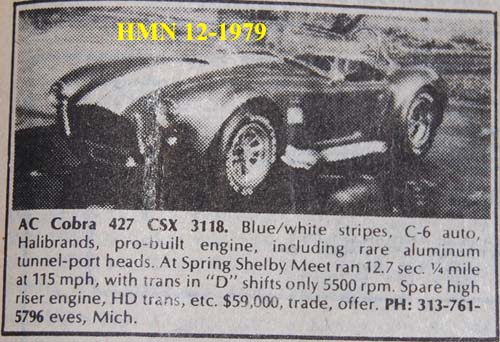 HMN 12-1979
AC Cobra 427 CSX 3118. Blue/white stripes, C-6 auto,
Halibrands, pro-built engine, including rare aluminum
tunnel-port heads. At Spring Shelby Meet ran 12.7 sec. ¼ mile
at 115 mph, with trans in "D" shifts only 5500 rpm. Spare high
riser engine, HD trans, etc. $59,000, trade, offer. PH: 313-761-
5796 eves, Mich.